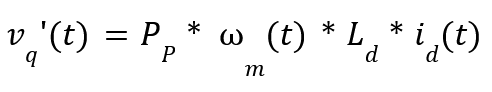 v_q'(t) = P_P * ω_m(t) * L_d * i_d(t)